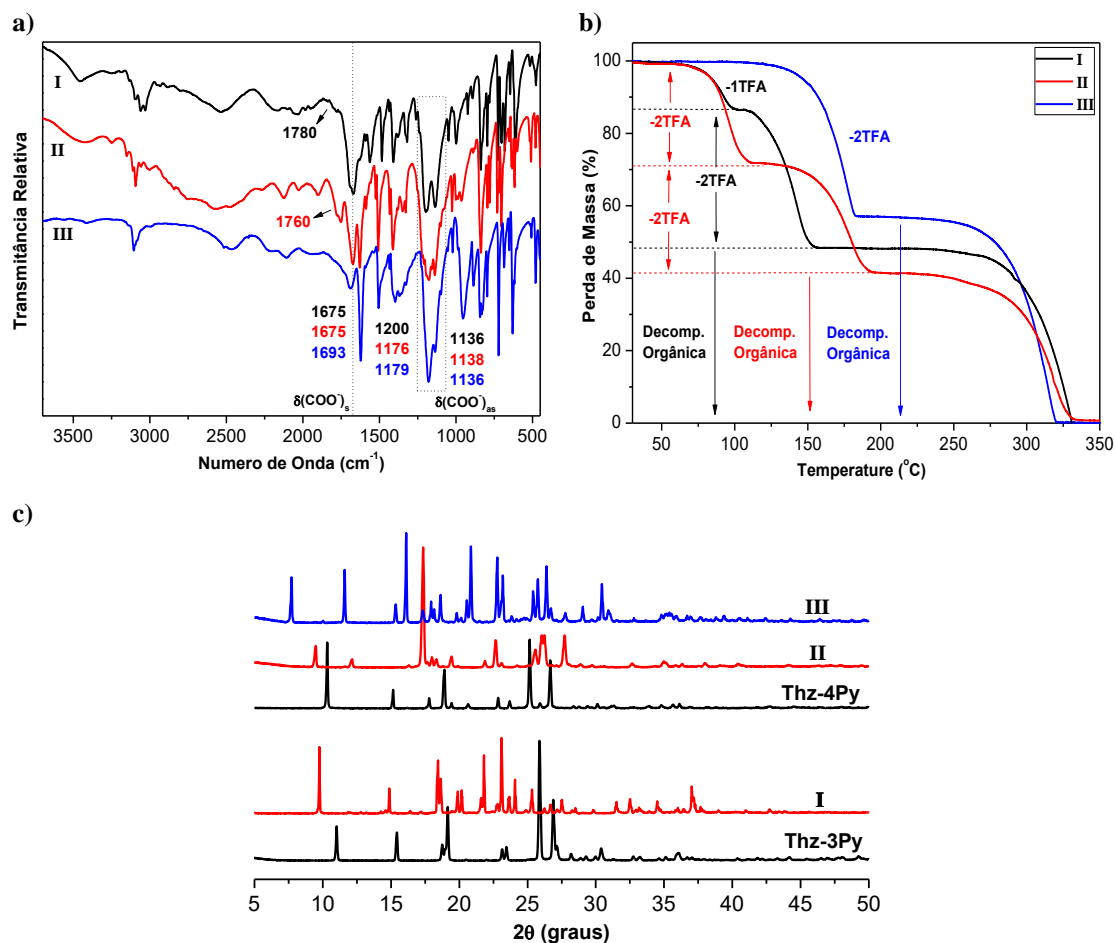 a)
Transmitância Relativa
I
II
III
1780
1760
1675
1675
1693
1200
1176
1179
1136
1138
1136
δ(COO⁻)s
δ(COO⁻)as
3500 3000 2500 2000 1500 1000 500
Numero de Onda (cm⁻¹)
b)
Perda de Massa (%)
100
80
60
40
20
0
I
II
III
-1TFA
-2TFA
-2TFA
-2TFA
-2TFA
Decomp.
Orgânica
Decomp.
Orgânica
Decomp.
Orgânica
50 100 150 200 250 300 350
Temperature (°C)
c)
III
II
Thz-4Py
I
Thz-3Py
5 10 15 20 25 30 35 40 45 50
2θ (graus)